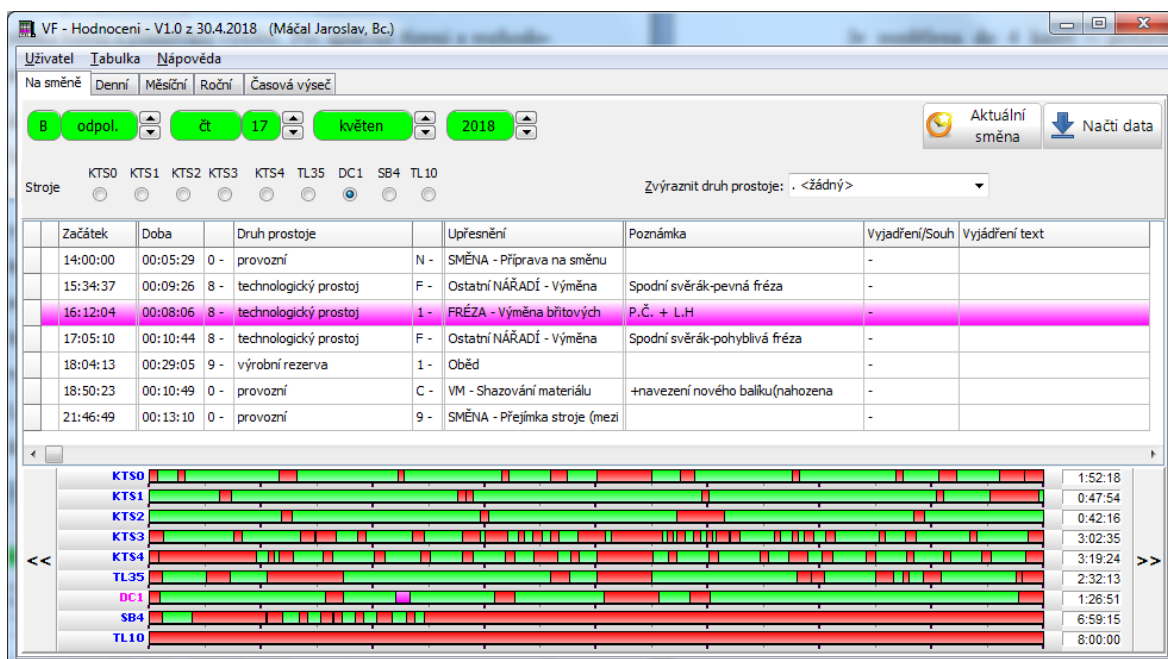 VF - Hodnoceni - V1.0 z 30.4.2018 (Máčal Jaroslav, Bc.)
Uživatel Tabulka Nápověda
Na směně Denní Měsíční Roční Časová výseč
B odpol. čt 17 květen 2018 Aktuální směna Načti data
KTS0 KTS1 KTS2 KTS3 KTS4 TL35 DC1 SB4 TL10
Stroje Zvýraznit druh prostoje: . <žádný>
Začátek Doba Druh prostoje Upřesnění Poznámka Vyjadření/Souh Vyjádření text
14:00:00 00:05:29 0 - provozní N - SMĚNA - Příprava na směnu -
15:34:37 00:09:26 8 - technologický prostoj F - Ostatní NÁŘADÍ - Výměna Spodní svěrák-pevná fréza -
16:12:04 00:08:06 8 - technologický prostoj 1 - FRÉZA - Výměna břitových P.Č. + L.H -
17:05:10 00:10:44 8 - technologický prostoj F - Ostatní NÁŘADÍ - Výměna Spodní svěrák-pohyblivá fréza -
18:04:13 00:29:05 9 - výrobní rezerva 1 - Oběd -
18:50:23 00:10:49 0 - provozní C - VM - Shazování materiálu +navezení nového balíku(nahozena -
21:46:49 00:13:10 0 - provozní 9 - SMĚNA - Přejímka stroje (mezi -
KTS0 1:52:18
KTS1 0:47:54
KTS2 0:42:16
KTS3 3:02:35
<< KTS4 3:19:24 >>
TL35 2:32:13
DC1 1:26:51
SB4 6:59:15
TL10 8:00:00